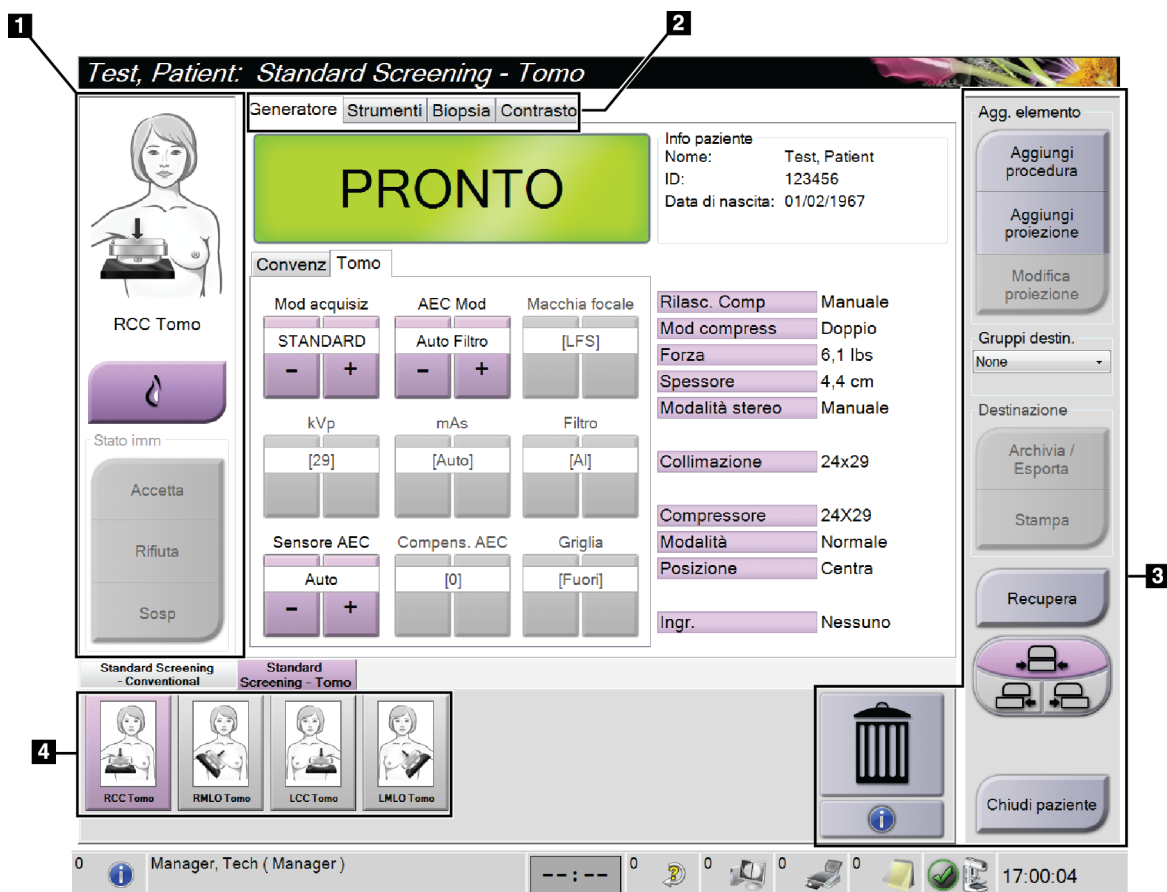 1
2
Test, Patient: Standard Screening - Tomo
Generatore Strumenti Biopsia Contrasto
PRONTO
Info paziente
Nome: Test, Patient
ID: 123456
Data di nascita: 01/02/1967
RCC Tomo
Stato imm
Accetta
Rifiuta
Sosp
Convenz Tomo
Mod acquisiz AEC Mod Macchia focale
STANDARD Auto Filtro [LFS]
- + - +
kVp mAs Filtro
[29] [Auto] [Al]
Sensore AEC Compens. AEC Griglia
Auto [0] [Fuori]
- +
Rilasc. Comp Manuale
Mod compress Doppio
Forza 6,1 lbs
Spessore 4,4 cm
Modalità stereo Manuale
Collimazione 24x29
Compressore 24X29
Modalità Normale
Posizione Centra
Ingr. Nessuno
Agg. elemento
Aggiungi
procedura
Aggiungi
proiezione
Modifica
proiezione
Gruppi destin.
None
Destinazione
Archivia /
Esporta
Stampa
3
Recupera
Chiudi paziente
Standard Screening
- Conventional
Standard
Screening - Tomo
4
RCC Tomo RMLO Tomo LCC Tomo LMLO Tomo
0 Manager, Tech ( Manager ) --:-- 0 0 0 0 17:00:04